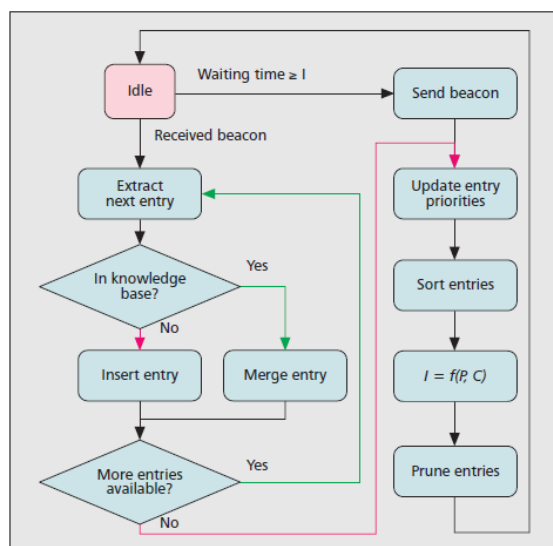 Idle
Waiting time ≥ I
Send beacon
Received beacon
Extract
next entry
Update entry
priorities
In knowledge
base?
Yes
No
Sort entries
Insert entry
Merge entry
I = f(P, C)
More entries
available?
Yes
No
Prune entries